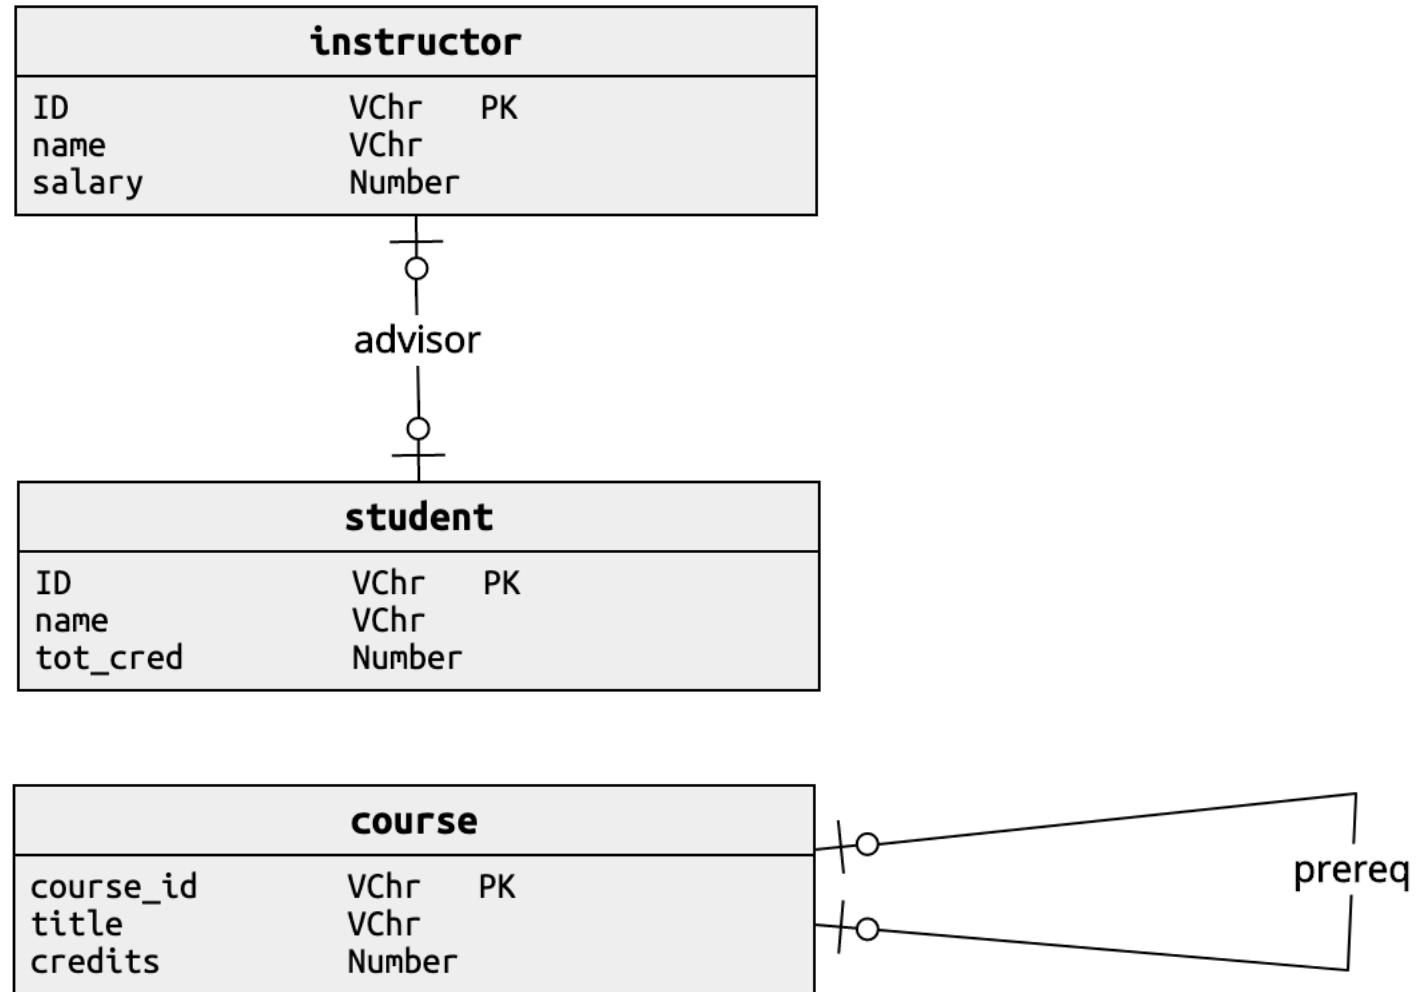 instructor
ID VChr PK
name VChr
salary Number
advisor
student
ID VChr PK
name VChr
tot_cred Number
course
course_id VChr PK
title VChr
credits Number
prereq